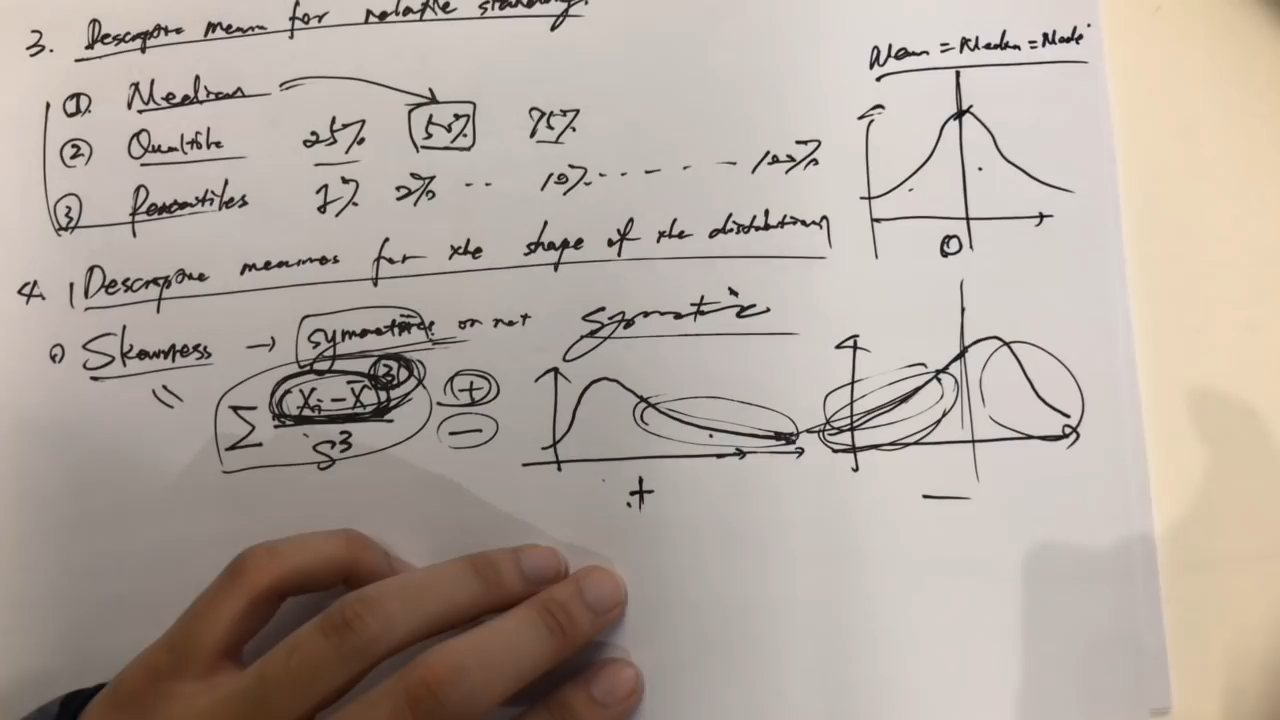 3. Descriptive measure for relative standing.
① Median
② Quartile 25% 50% 75%
③ Percentiles 1% 2% .. 10% ...... 100%
Mean = Median = Mode
0
4. Descriptive measures for the shape of the distribution
① Skewness → symmetric or not
Symmetric
∑ (Xi - X̄)³ / S³
+
−
+
−